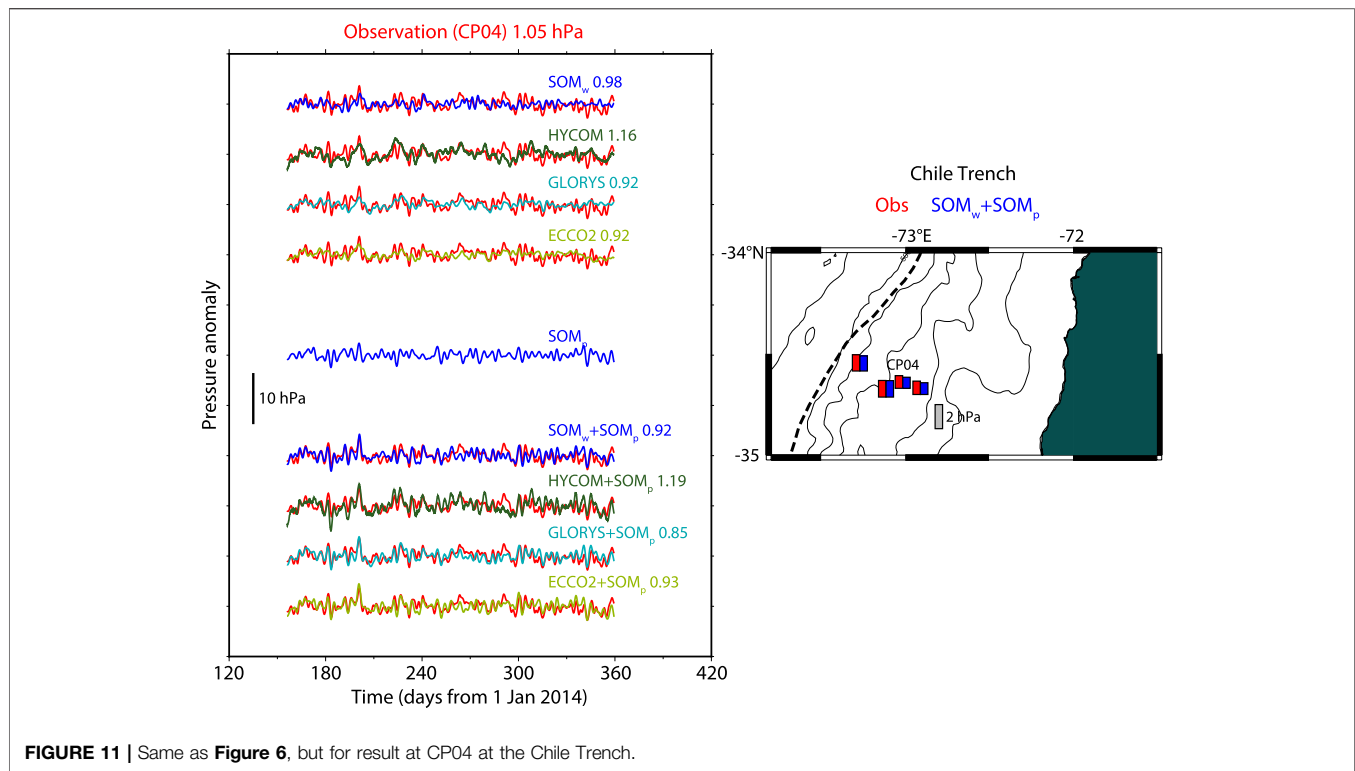 Observation (CP04) 1.05 hPa
SOMw 0.98
HYCOM 1.16
GLORYS 0.92
ECCO2 0.92
SOMp
10 hPa
SOMw+SOMp 0.92
HYCOM+SOMp 1.19
GLORYS+SOMp 0.85
ECCO2+SOMp 0.93
Pressure anomaly
120 180 240 300 360 420
Time (days from 1 Jan 2014)
Chile Trench
Obs SOMw+SOMp
-73°E -72
-34°N
CP04
2 hPa
-35
FIGURE 11 | Same as Figure 6, but for result at CP04 at the Chile Trench.